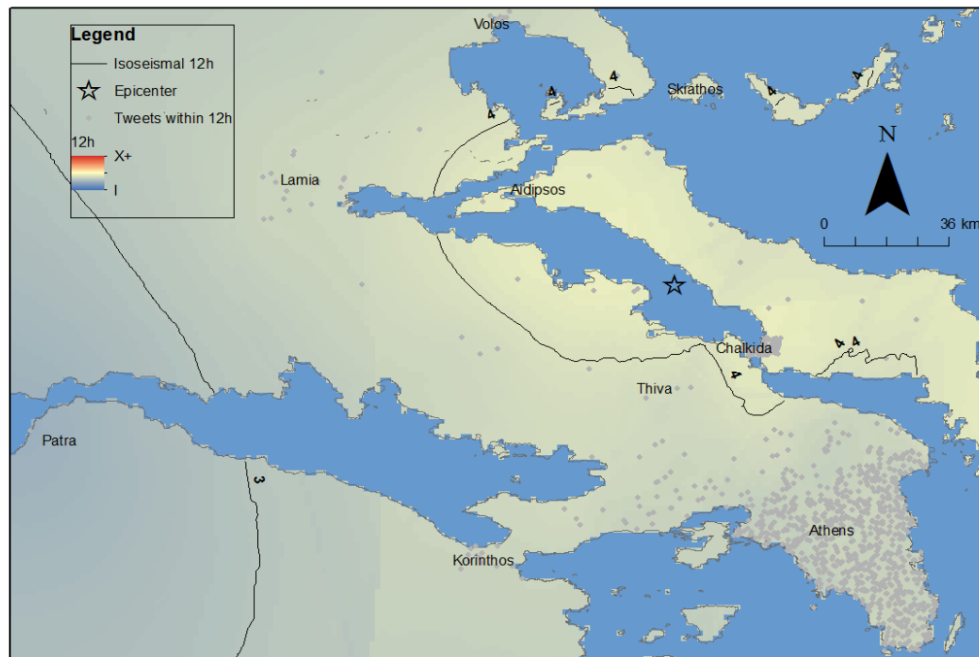 Legend
Isoseismal 12h
Epicenter
Tweets within 12h
12h
X+
I
Volos
4
4
4
4
4
Skiathos
N
0 36 km
Lamia
Aidipsos
Chalkida
4 4
4
Thiva
Patra
3
Athens
Korinthos